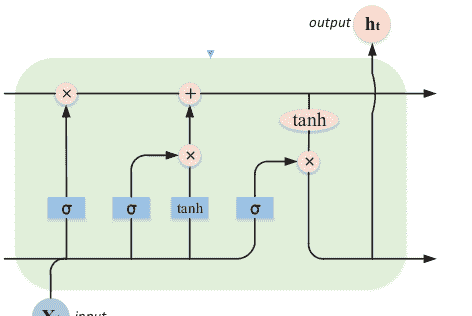 output hₜ
× +
tanh
×
×
σ σ tanh σ
Xₜ input